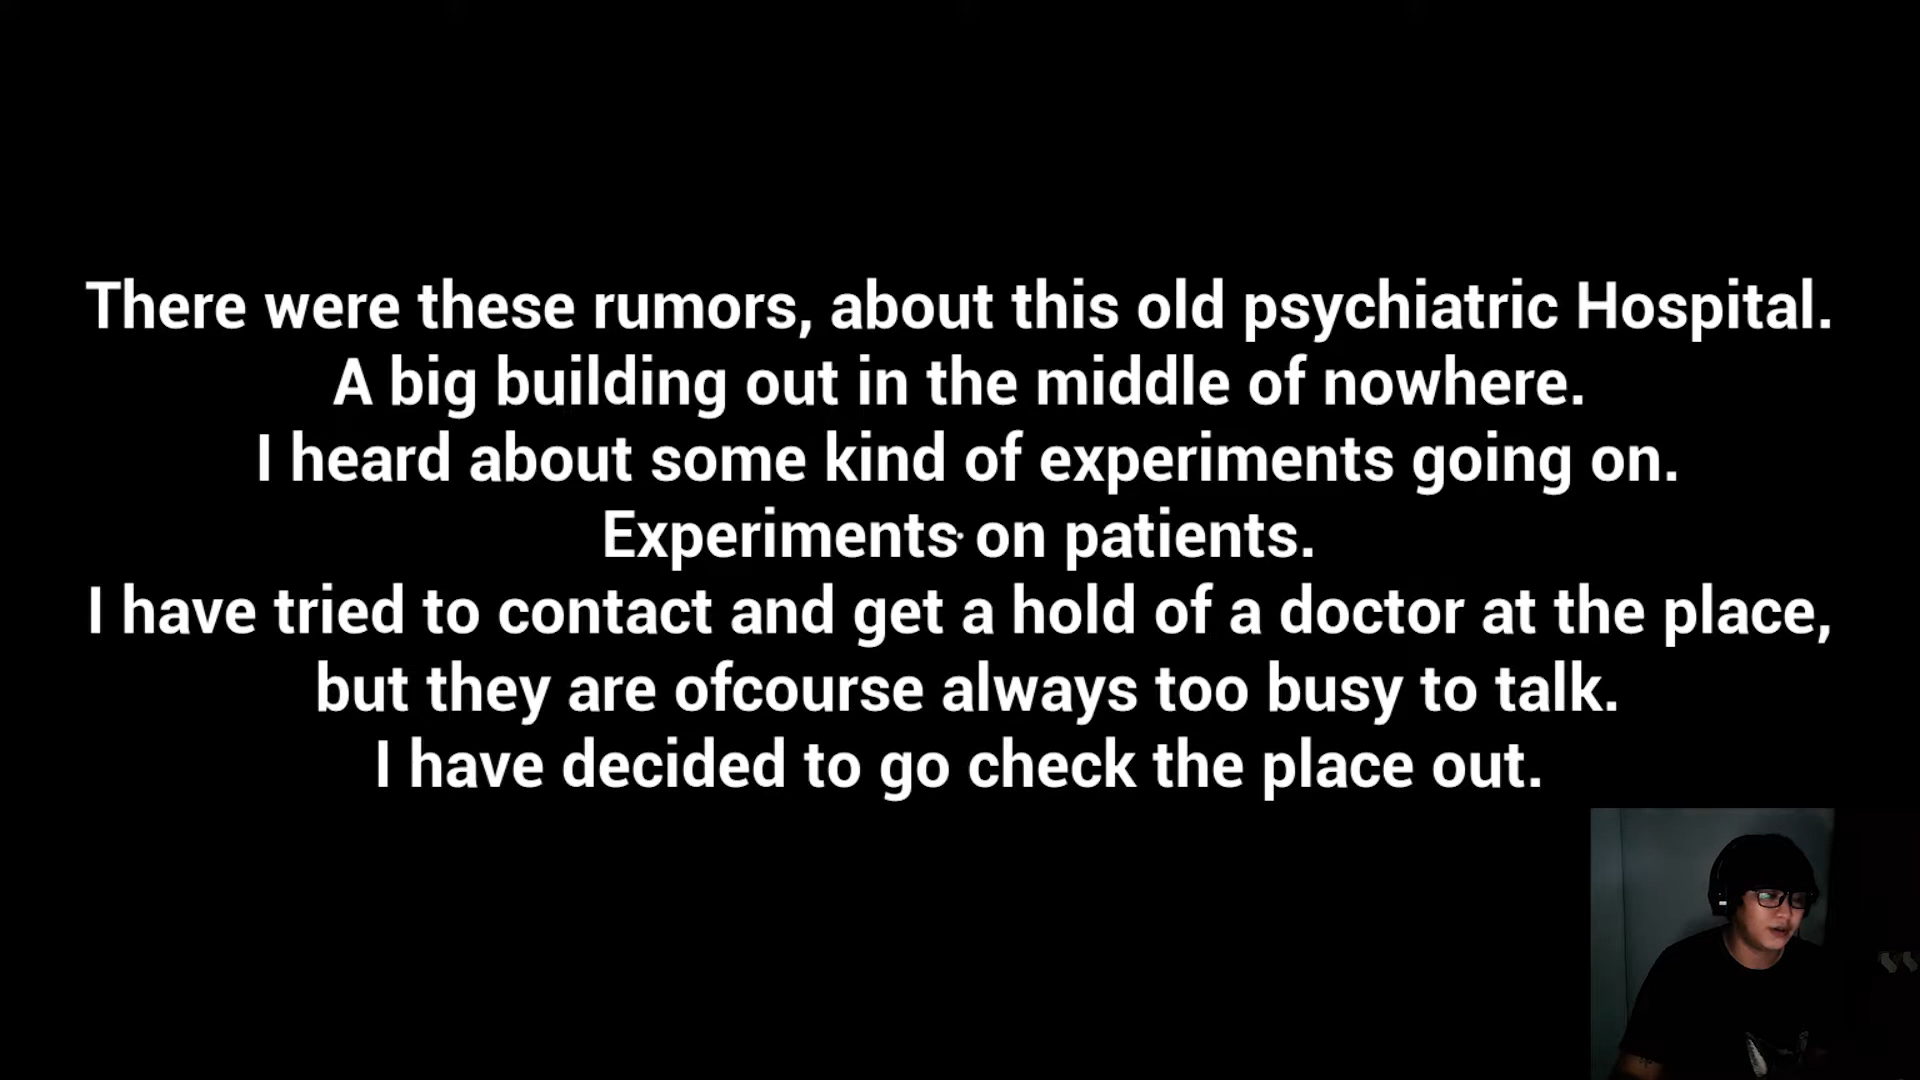 There were these rumors, about this old psychiatric Hospital.
A big building out in the middle of nowhere.
I heard about some kind of experiments going on.
Experiments on patients.
I have tried to contact and get a hold of a doctor at the place,
but they are ofcourse always too busy to talk.
I have decided to go check the place out.